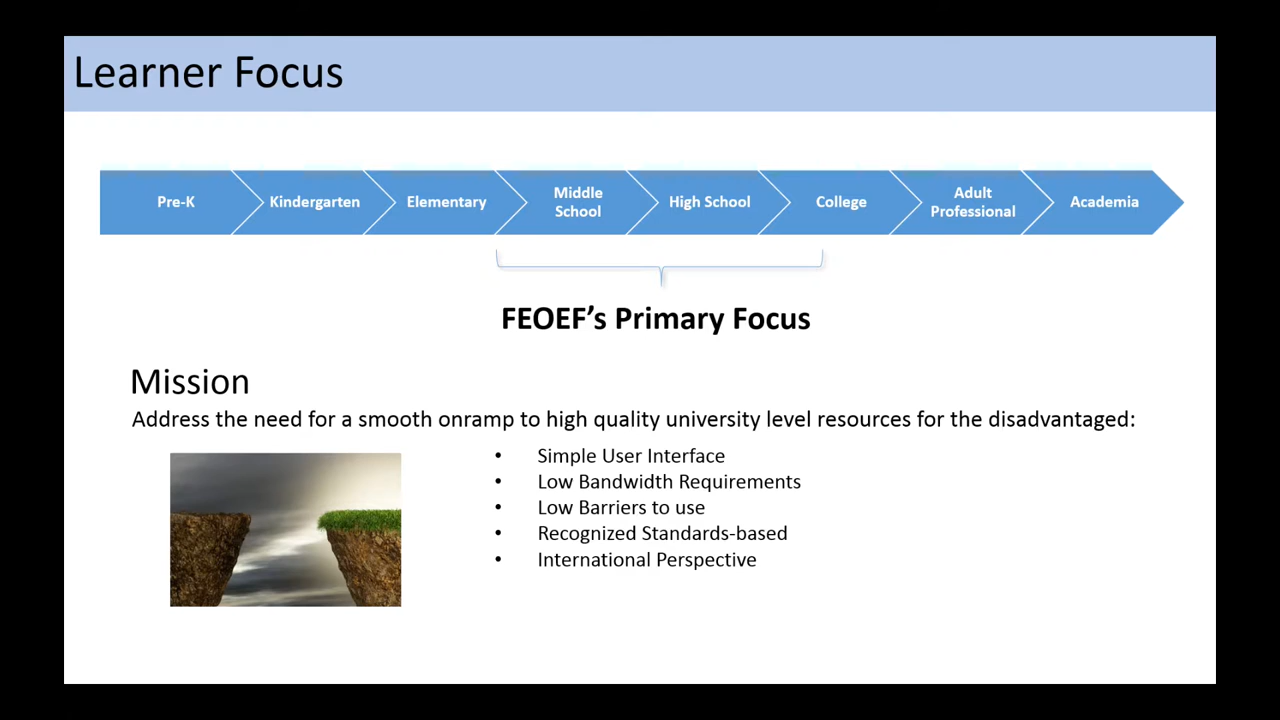 Learner Focus
Pre-K
Kindergarten
Elementary
Middle
School
High School
College
Adult
Professional
Academia
FEOEF's Primary Focus
Mission
Address the need for a smooth onramp to high quality university level resources for the disadvantaged:
• Simple User Interface
• Low Bandwidth Requirements
• Low Barriers to use
• Recognized Standards-based
• International Perspective